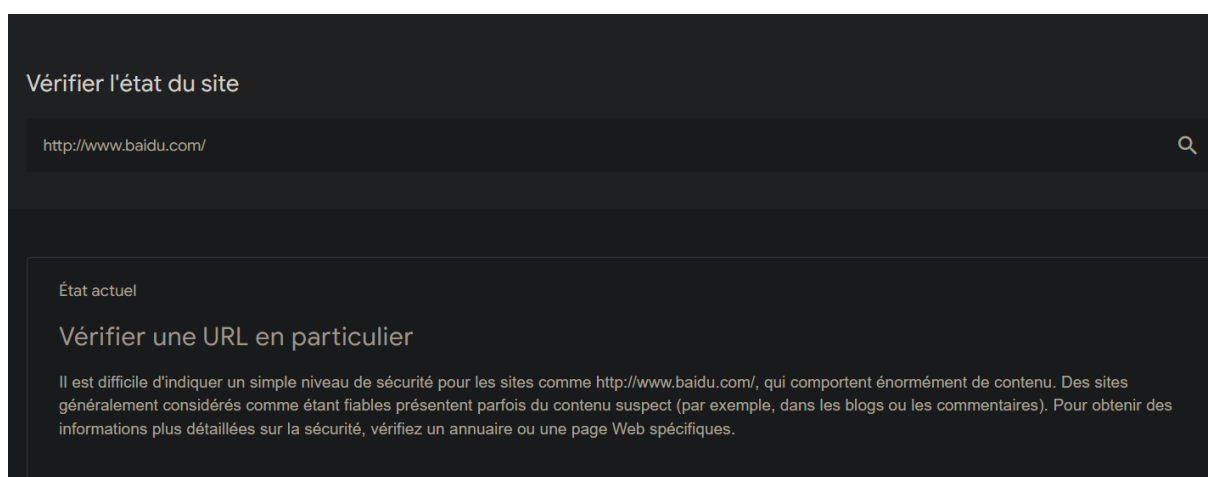 Vérifier l'état du site
http://www.baidu.com/
État actuel
Vérifier une URL en particulier
Il est difficile d'indiquer un simple niveau de sécurité pour les sites comme http://www.baidu.com/, qui comportent énormément de contenu. Des sites
généralement considérés comme étant fiables présentent parfois du contenu suspect (par exemple, dans les blogs ou les commentaires). Pour obtenir des
informations plus détaillées sur la sécurité, vérifiez un annuaire ou une page Web spécifiques.